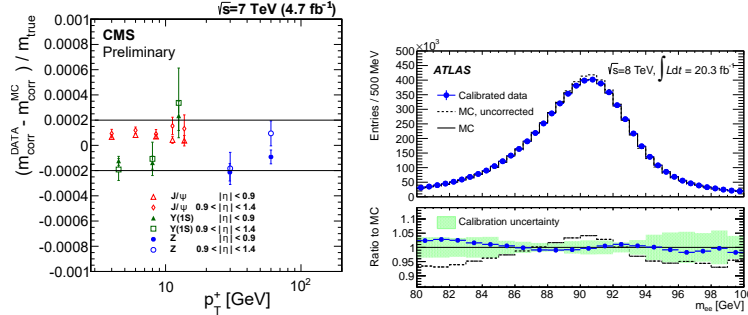 √s=7 TeV (4.7 fb⁻¹)
CMS
Preliminary
(m_corr^DATA - m_corr^MC) / m_true
0.001
0.0008
0.0006
0.0004
0.0002
0
-0.0002
-0.0004
-0.0006
-0.0008
-0.001
J/ψ |η|<0.9
J/ψ 0.9<|η|<1.4
Υ(1S) |η|<0.9
Υ(1S) 0.9<|η|<1.4
Z |η|<0.9
Z 0.9<|η|<1.4
10 10²
p_T^+ [GeV]
×10³
Entries / 500 MeV
500
450
400
350
300
250
200
150
100
50
0
ATLAS √s=8 TeV, ∫Ldt = 20.3 fb⁻¹
Calibrated data
MC, uncorrected
MC
Ratio to MC
1.10
1.05
1
0.95
0.9
Calibration uncertainty
80 82 84 86 88 90 92 94 96 98 100
m_ee [GeV]